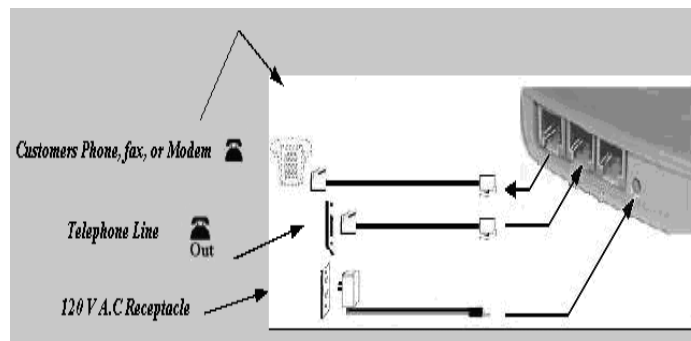 Customers Phone, fax, or Modem
Telephone Line
Out
120 V A.C Receptacle